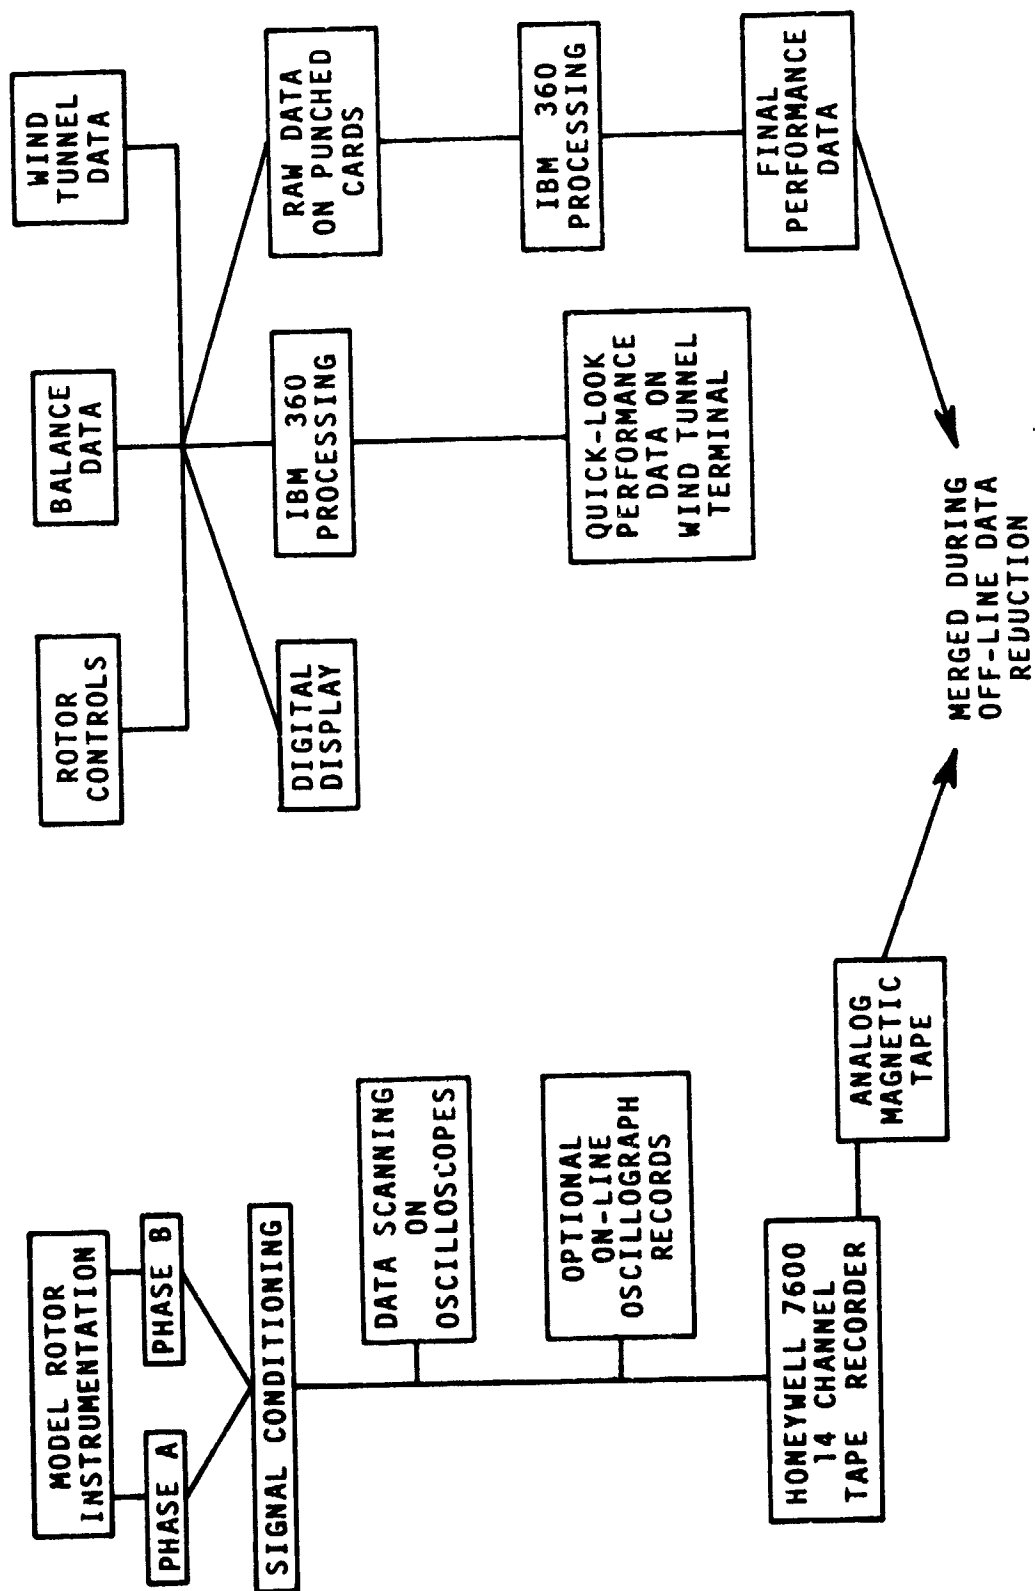 MODEL ROTOR
INSTRUMENTATION
PHASE A
PHASE B
SIGNAL CONDITIONING
DATA SCANNING
ON
OSCILLOSCOPES
OPTIONAL
ON-LINE
OSCILLOGRAPH
RECORDS
HONEYWELL 7600
14 CHANNEL
TAPE RECORDER
ANALOG
MAGNETIC
TAPE
ROTOR
CONTROLS
BALANCE
DATA
WIND
TUNNEL
DATA
DIGITAL
DISPLAY
IBM 360
PROCESSING
RAW DATA
ON PUNCHED
CARDS
QUICK-LOOK
PERFORMANCE
DATA ON
WIND TUNNEL
TERMINAL
IBM 360
PROCESSING
FINAL
PERFORMANCE
DATA
MERGED DURING
OFF-LINE DATA
REDUCTION